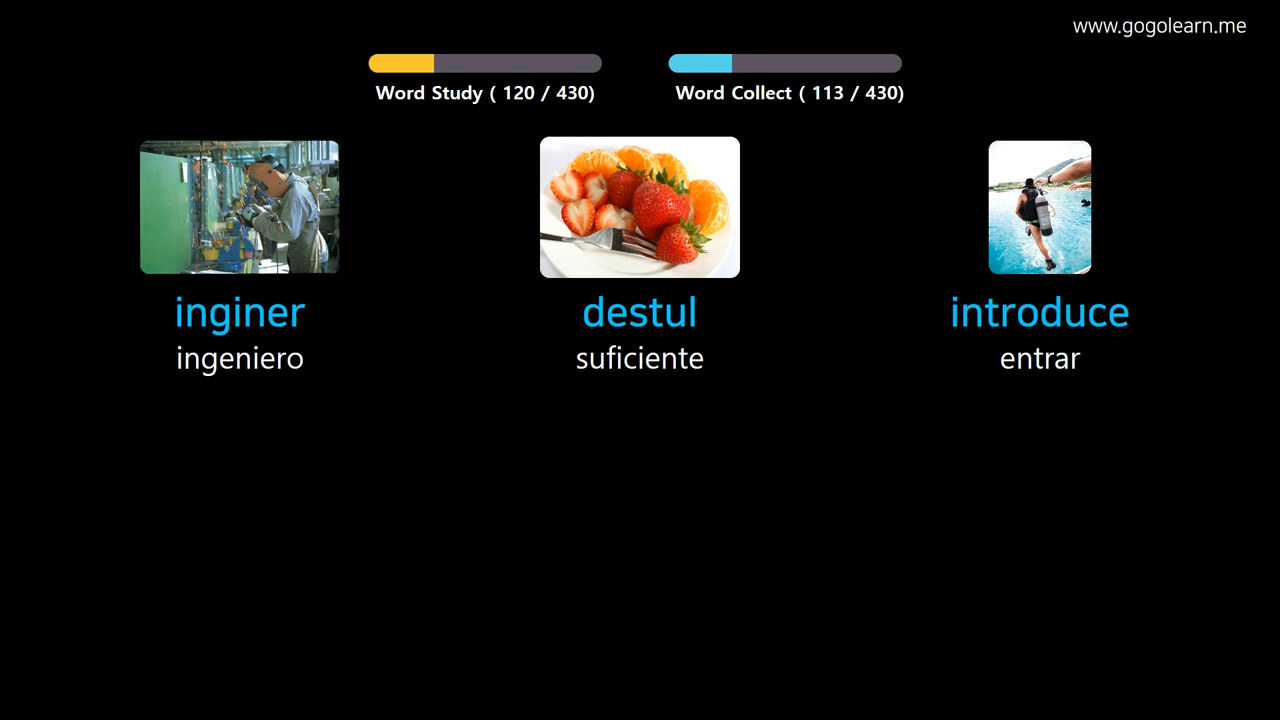 www.gogolearn.me
Word Study ( 120 / 430)
Word Collect ( 113 / 430)
inginer
ingeniero
destul
suficiente
introduce
entrar